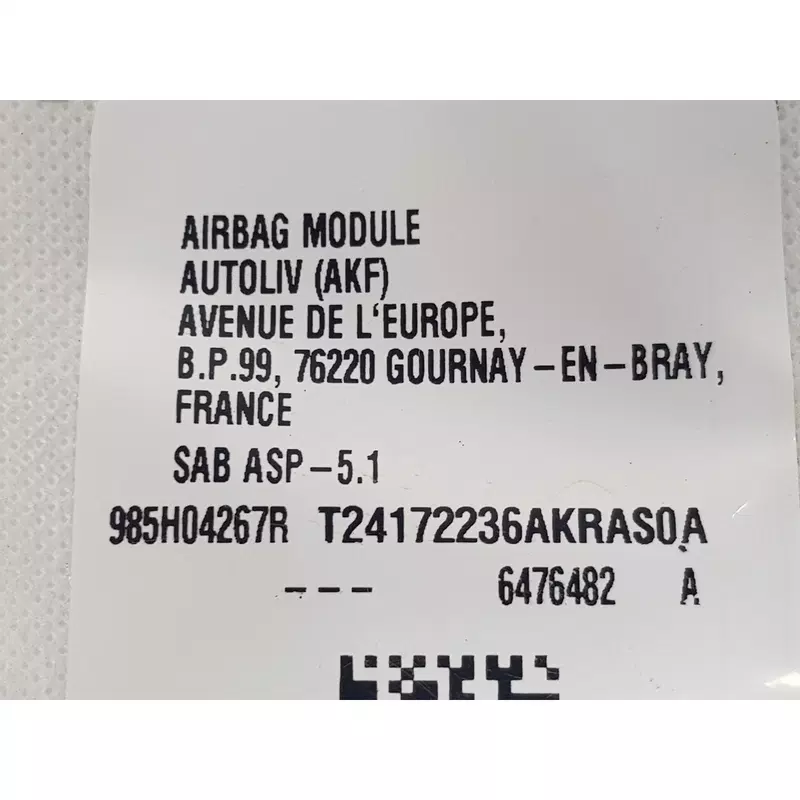 AIRBAG MODULE
AUTOLIV (AKF)
AVENUE DE L'EUROPE,
B.P.99, 76220 GOURNAY-EN-BRAY,
FRANCE
SAB ASP-5.1
985H04267R T24172236AKRASOA
--- 6476482 A